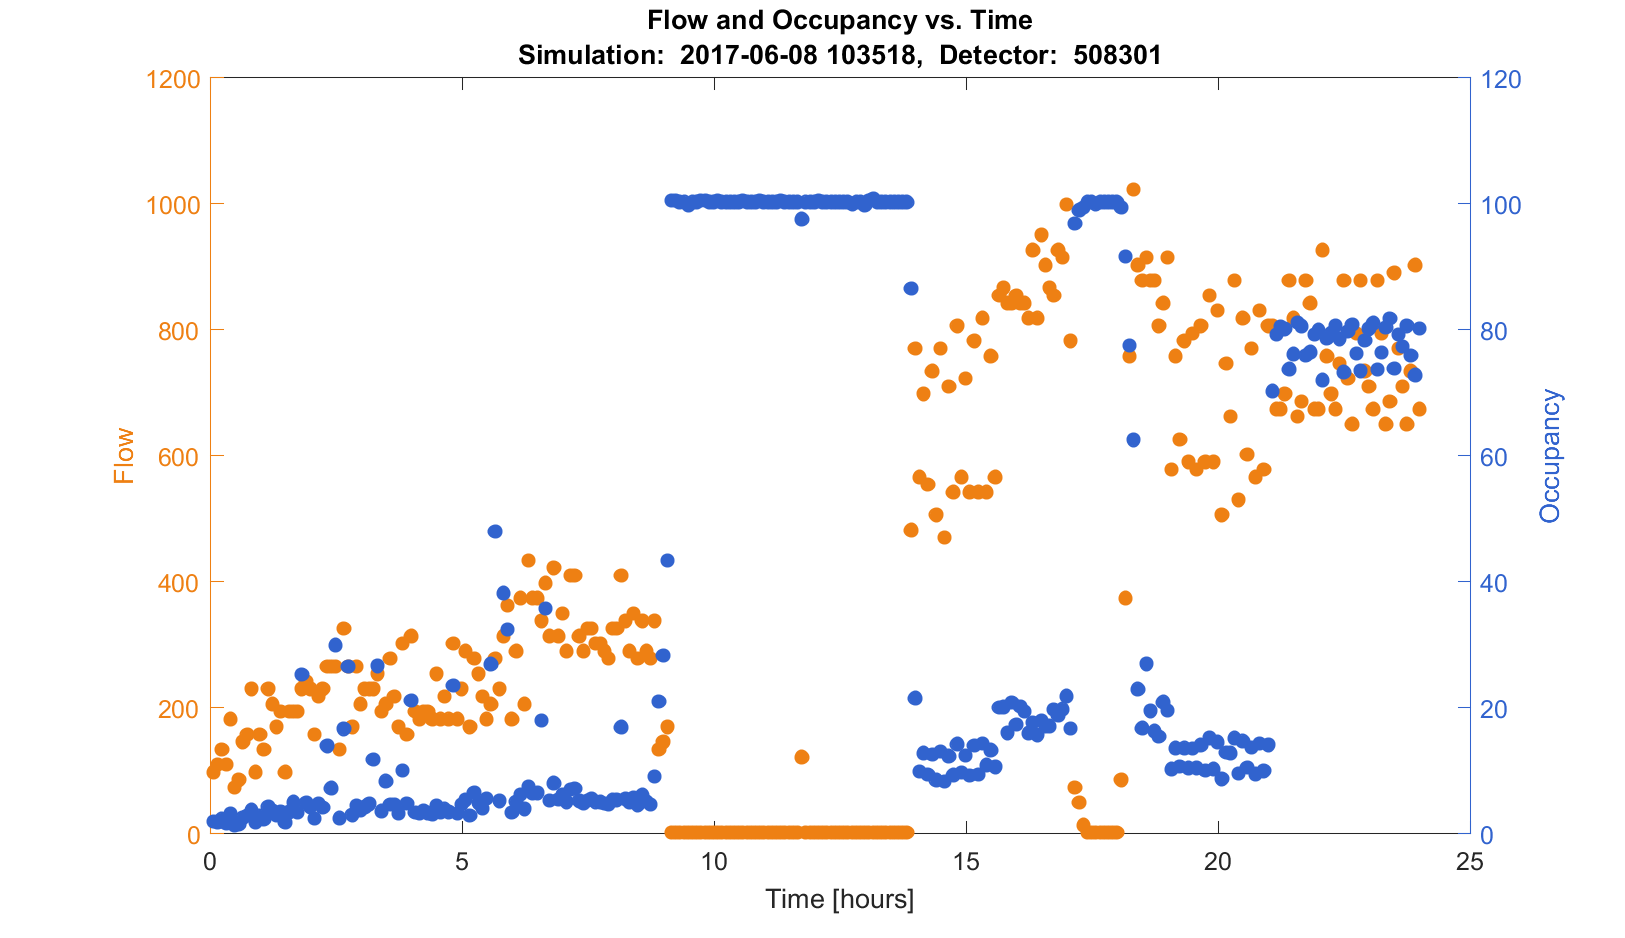 Flow and Occupancy vs. Time
Simulation:  2017-06-08 103518,  Detector:  508301
1200
1000
800
600
400
200
0
Flow
120
100
80
60
40
20
0
Occupancy
0 5 10 15 20 25
Time [hours]